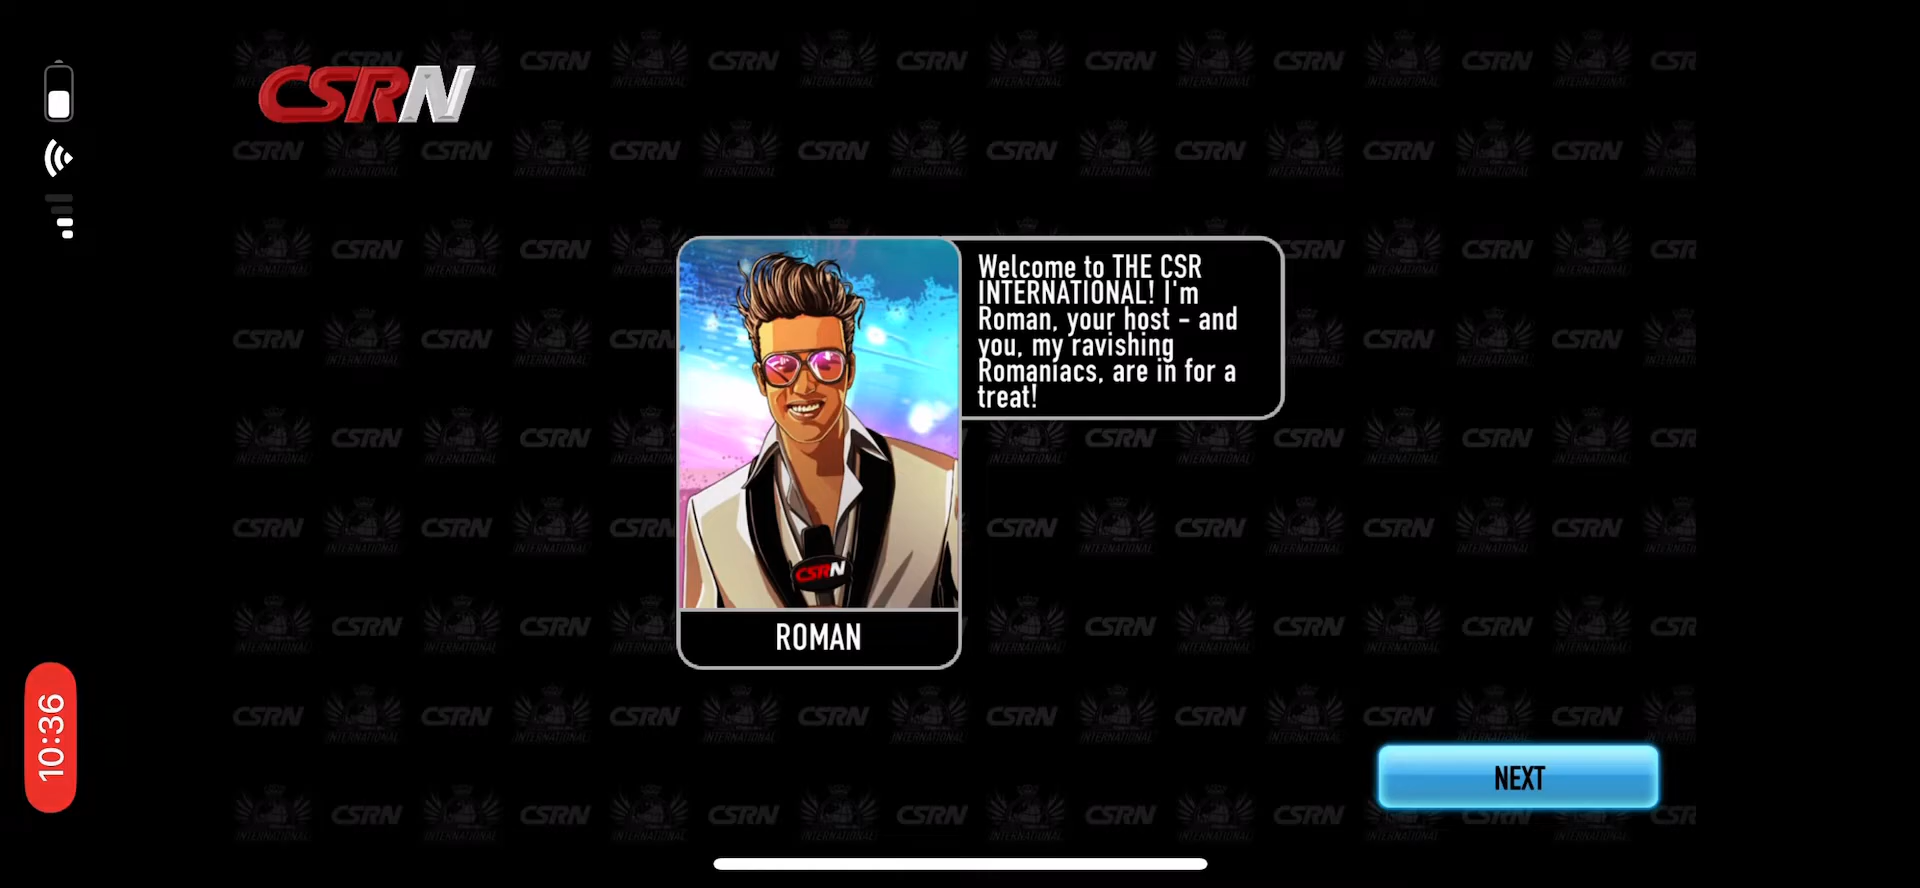 CSRN
Welcome to THE CSR
INTERNATIONAL! I'm
Roman, your host - and
you, my ravishing
Romaniacs, are in for a
treat!
CSRN
ROMAN
10:36
NEXT